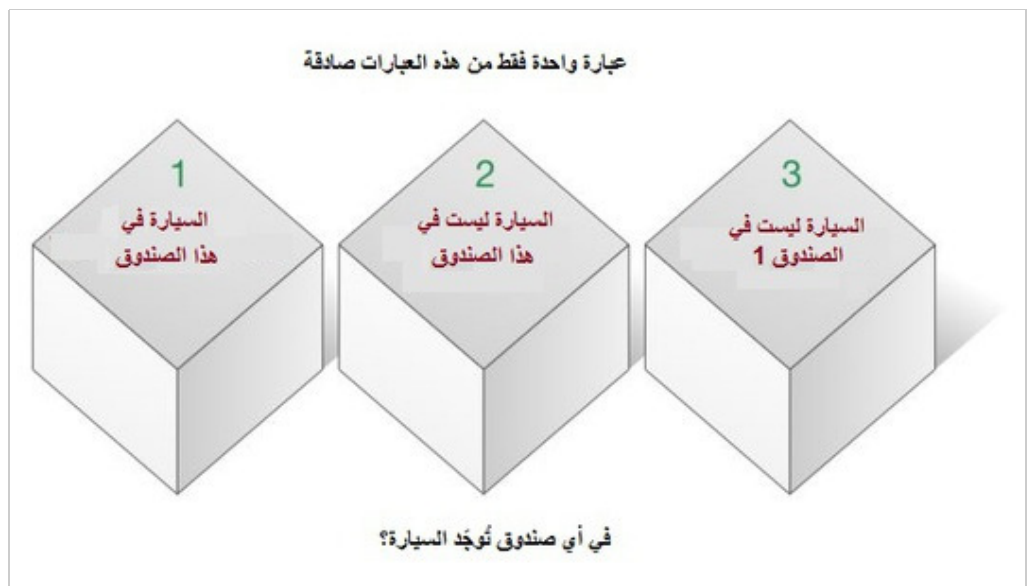 عبارة واحدة فقط من هذه العبارات صادقة
1
السيارة في
هذا الصندوق
2
السيارة ليست في
هذا الصندوق
3
السيارة ليست في
الصندوق 1
في أي صندوق تُوجَد السيارة؟